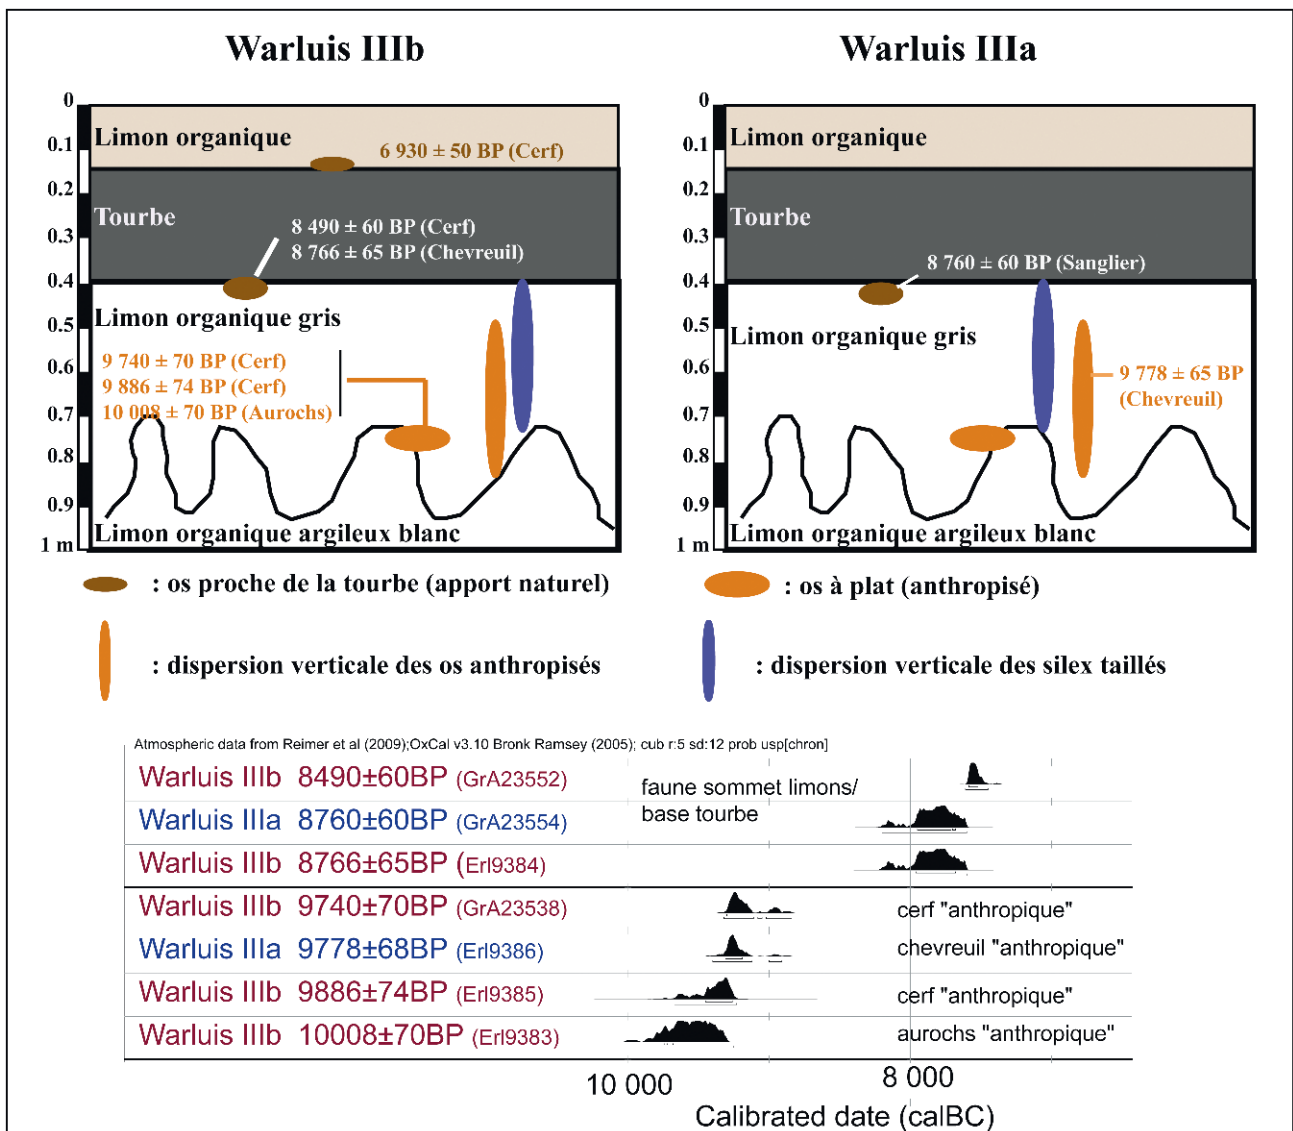 Warluis IIIb
0
0.1
0.2
0.3
0.4
0.5
0.6
0.7
0.8
0.9
1 m
Limon organique
6 930 ± 50 BP (Cerf)
Tourbe
8 490 ± 60 BP (Cerf)
8 766 ± 65 BP (Chevreuil)
Limon organique gris
9 740 ± 70 BP (Cerf)
9 886 ± 74 BP (Cerf)
10 008 ± 70 BP (Aurochs)
Limon organique argileux blanc
Warluis IIIa
0
0.1
0.2
0.3
0.4
0.5
0.6
0.7
0.8
0.9
1 m
Limon organique
Tourbe
8 760 ± 60 BP (Sanglier)
Limon organique gris
9 778 ± 65 BP
(Chevreuil)
Limon organique argileux blanc
: os proche de la tourbe (apport naturel)
: os à plat (anthropisé)
: dispersion verticale des os anthropisés
: dispersion verticale des silex taillés
Atmospheric data from Reimer et al (2009);OxCal v3.10 Bronk Ramsey (2005); cub r:5 sd:12 prob usp[chron]
Warluis IIIb 8490±60BP (GrA23552)
faune sommet limons/
base tourbe
Warluis IIIa 8760±60BP (GrA23554)
Warluis IIIb 8766±65BP (Erl9384)
Warluis IIIb 9740±70BP (GrA23538)
cerf "anthropique"
Warluis IIIa 9778±68BP (Erl9386)
chevreuil "anthropique"
Warluis IIIb 9886±74BP (Erl9385)
cerf "anthropique"
Warluis IIIb 10008±70BP (Erl9383)
aurochs "anthropique"
10 000
8 000
Calibrated date (calBC)